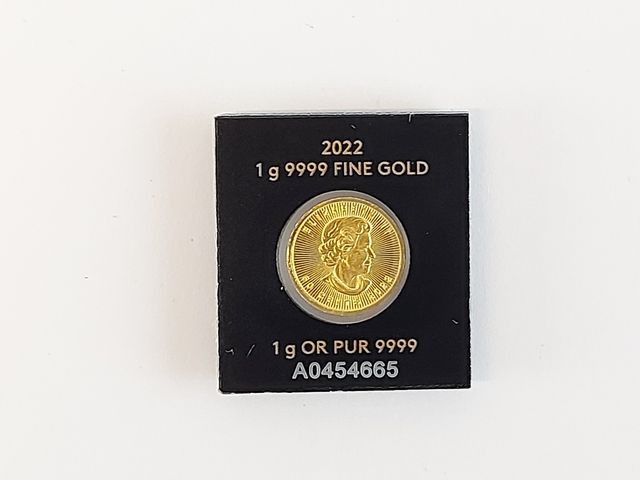 2022
1 g 9999 FINE GOLD
1 g OR PUR 9999
A0454665